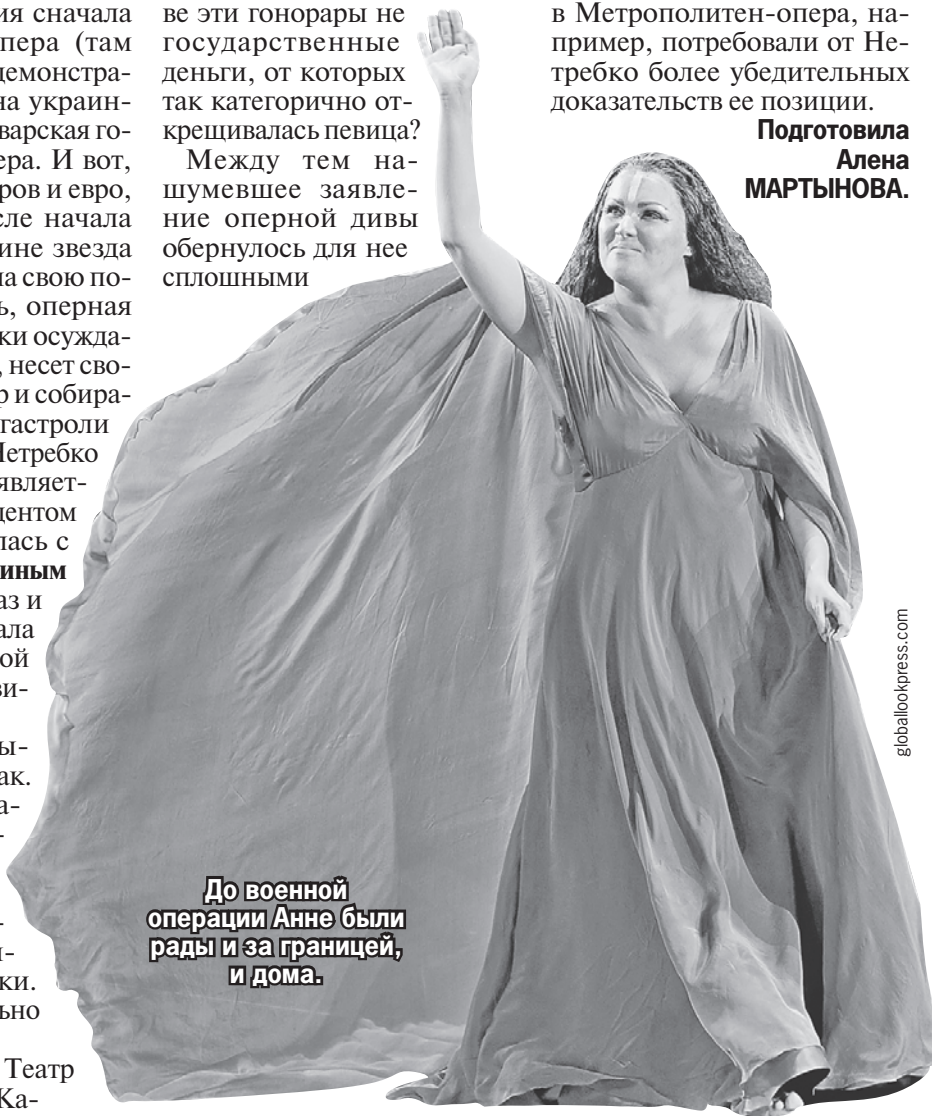 ия сначала
пера (там
демонстра-
на украин-
варская го-
ера. И вот,
ров и евро,
сле начала
ине звезда
ла свою по-
ь, оперная
ки осужда-
, несет сво-
р и собира-
гастроли
Нетребко
являет-
дентом
лась с
иным
аз и
ала
ой
ви-
ы-
ак.
а-
-
-
и-
ки.
ьно
Театр
Ка-
ве эти гонорары не
государственные
деньги, от которых
так категорично от-
крещивалась певица?
Между тем на-
шумевшее заявле-
ние оперной дивы
обернулось для нее
сплошными
в Метрополитен-опера, на-
пример, потребовали от Не-
требко более убедительных
доказательств ее позиции.
Подготовила
Алена
МАРТЫНОВА.
globallookpress.com
До военной
операции Анне были
рады и за границей,
и дома.